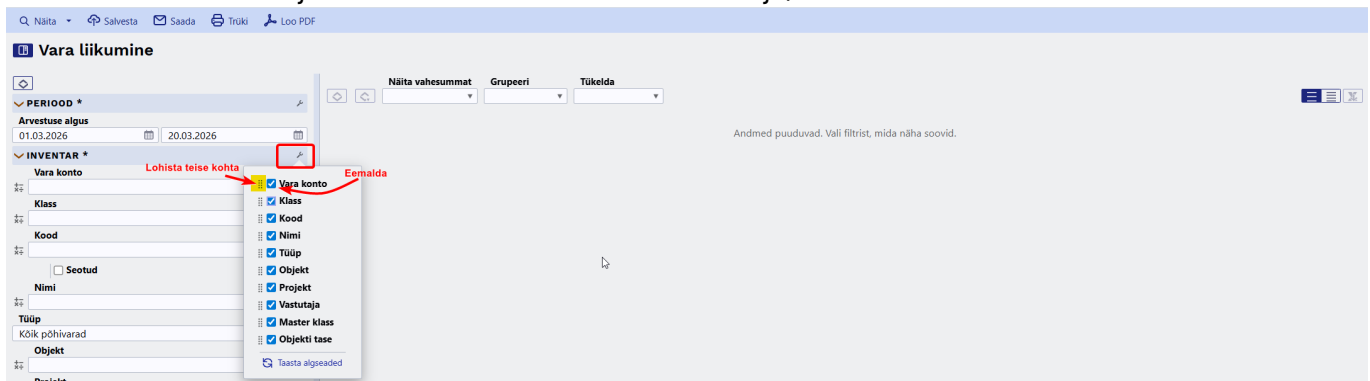 Näita Salvesta Saada Trüki Loo PDF
Vara liikumine
Näita vahesummat Grupeeri Tükelda
PERIOOD *
Arvestuse algus
01.03.2026 20.03.2026
Andmed puuduvad. Vali filtrist, mida näha soovid.
INVENTAR *
Vara konto
Lohista teise kohta
Eemalda
Klass
Kood
Seotud
Nimi
Tüüp
Kõik põhivarad
Objekt
Projekt
Vara konto
Klass
Kood
Nimi
Tüüp
Objekt
Projekt
Vastutaja
Master klass
Objekti tase
Taasta algseaded